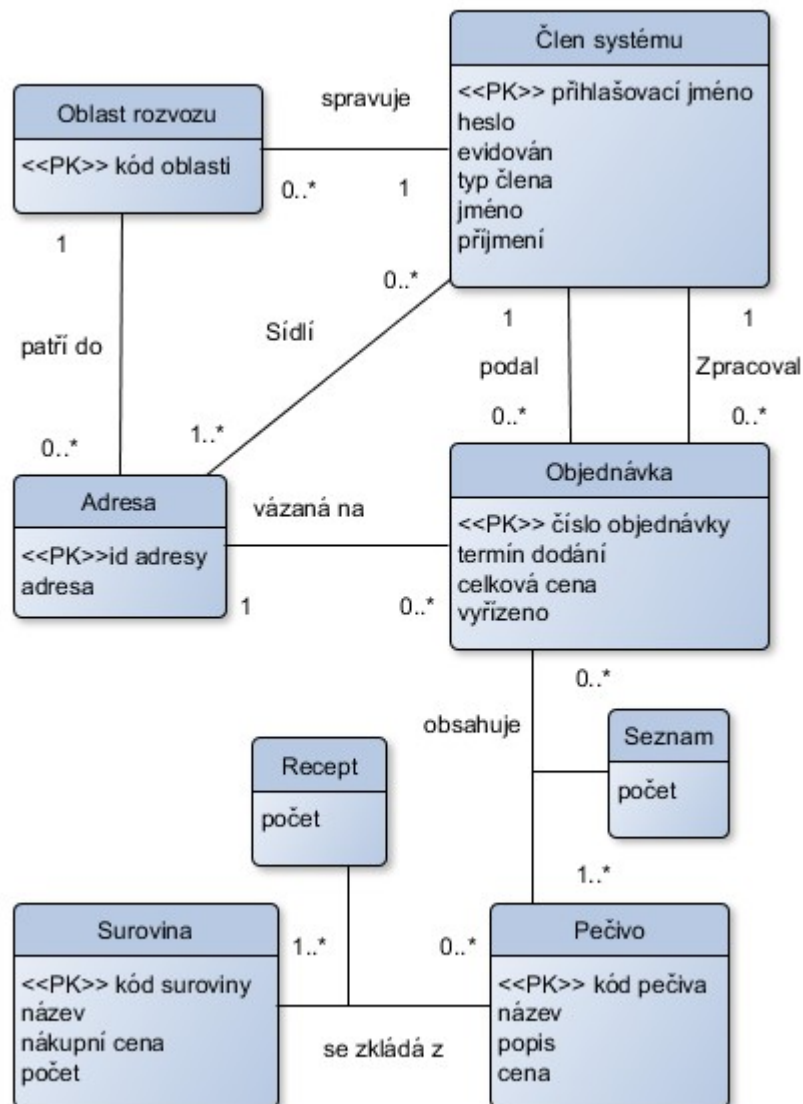 Člen systému
<<PK>> přihlašovací jméno
heslo
evidován
typ člena
jméno
příjmení
spravuje
Oblast rozvozu
<<PK>> kód oblasti
0..*
1
1
0..*
Sídlí
patří do
1..*
0..*
1
podal
0..*
1
Zpracoval
0..*
Adresa
<<PK>>id adresy
adresa
vázaná na
1
0..*
Objednávka
<<PK>> číslo objednávky
termín dodání
celková cena
vyřízeno
0..*
obsahuje
Seznam
počet
1..*
Recept
počet
Surovina
<<PK>> kód suroviny
název
nákupní cena
počet
1..*
0..*
se zkládá z
Pečivo
<<PK>> kód pečiva
název
popis
cena